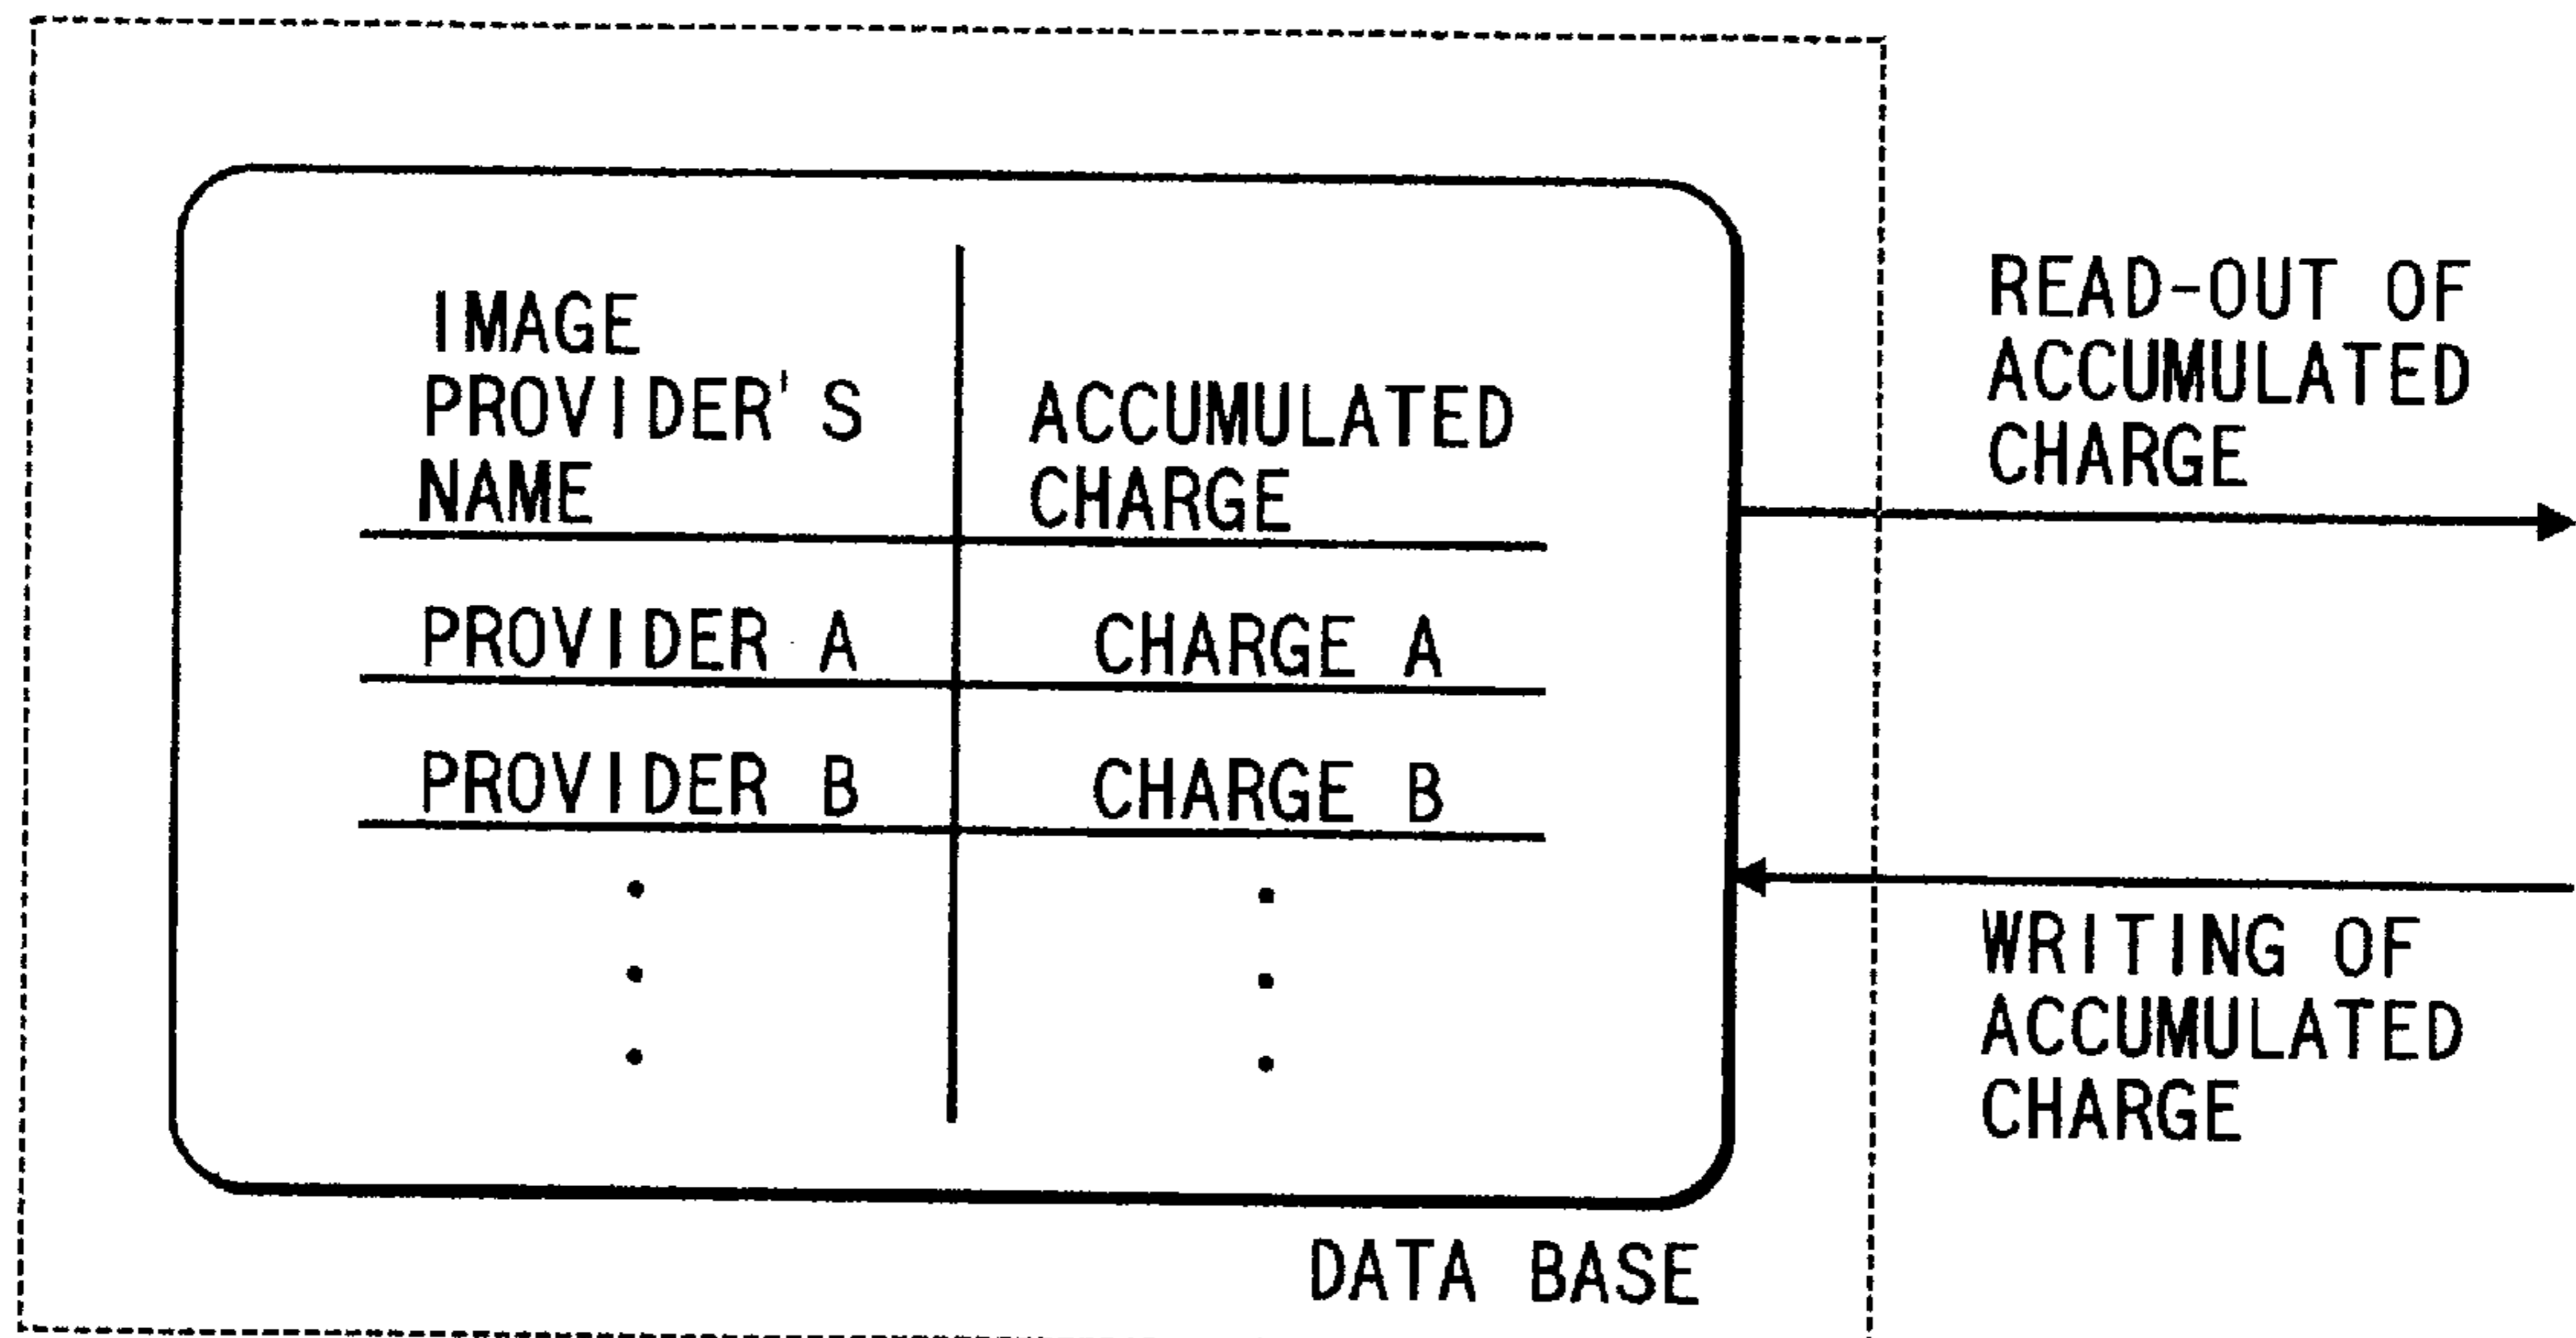 IMAGE
PROVIDER'S
NAME
ACCUMULATED
CHARGE
PROVIDER A
CHARGE A
PROVIDER B
CHARGE B
DATA BASE
READ-OUT OF
ACCUMULATED
CHARGE
WRITING OF
ACCUMULATED
CHARGE